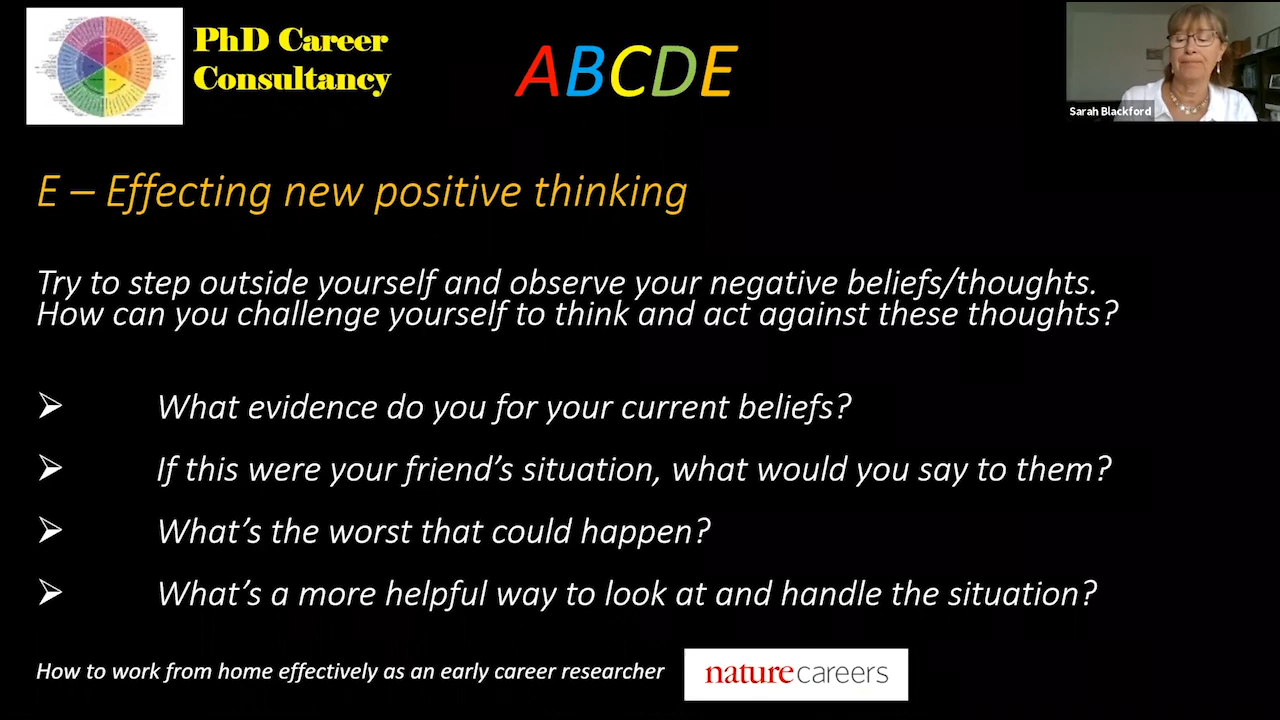 PhD Career
Consultancy
ABCDE
Sarah Blackford
E – Effecting new positive thinking
Try to step outside yourself and observe your negative beliefs/thoughts.
How can you challenge yourself to think and act against these thoughts?
What evidence do you for your current beliefs?
If this were your friend’s situation, what would you say to them?
What’s the worst that could happen?
What’s a more helpful way to look at and handle the situation?
How to work from home effectively as an early career researcher
naturecareers